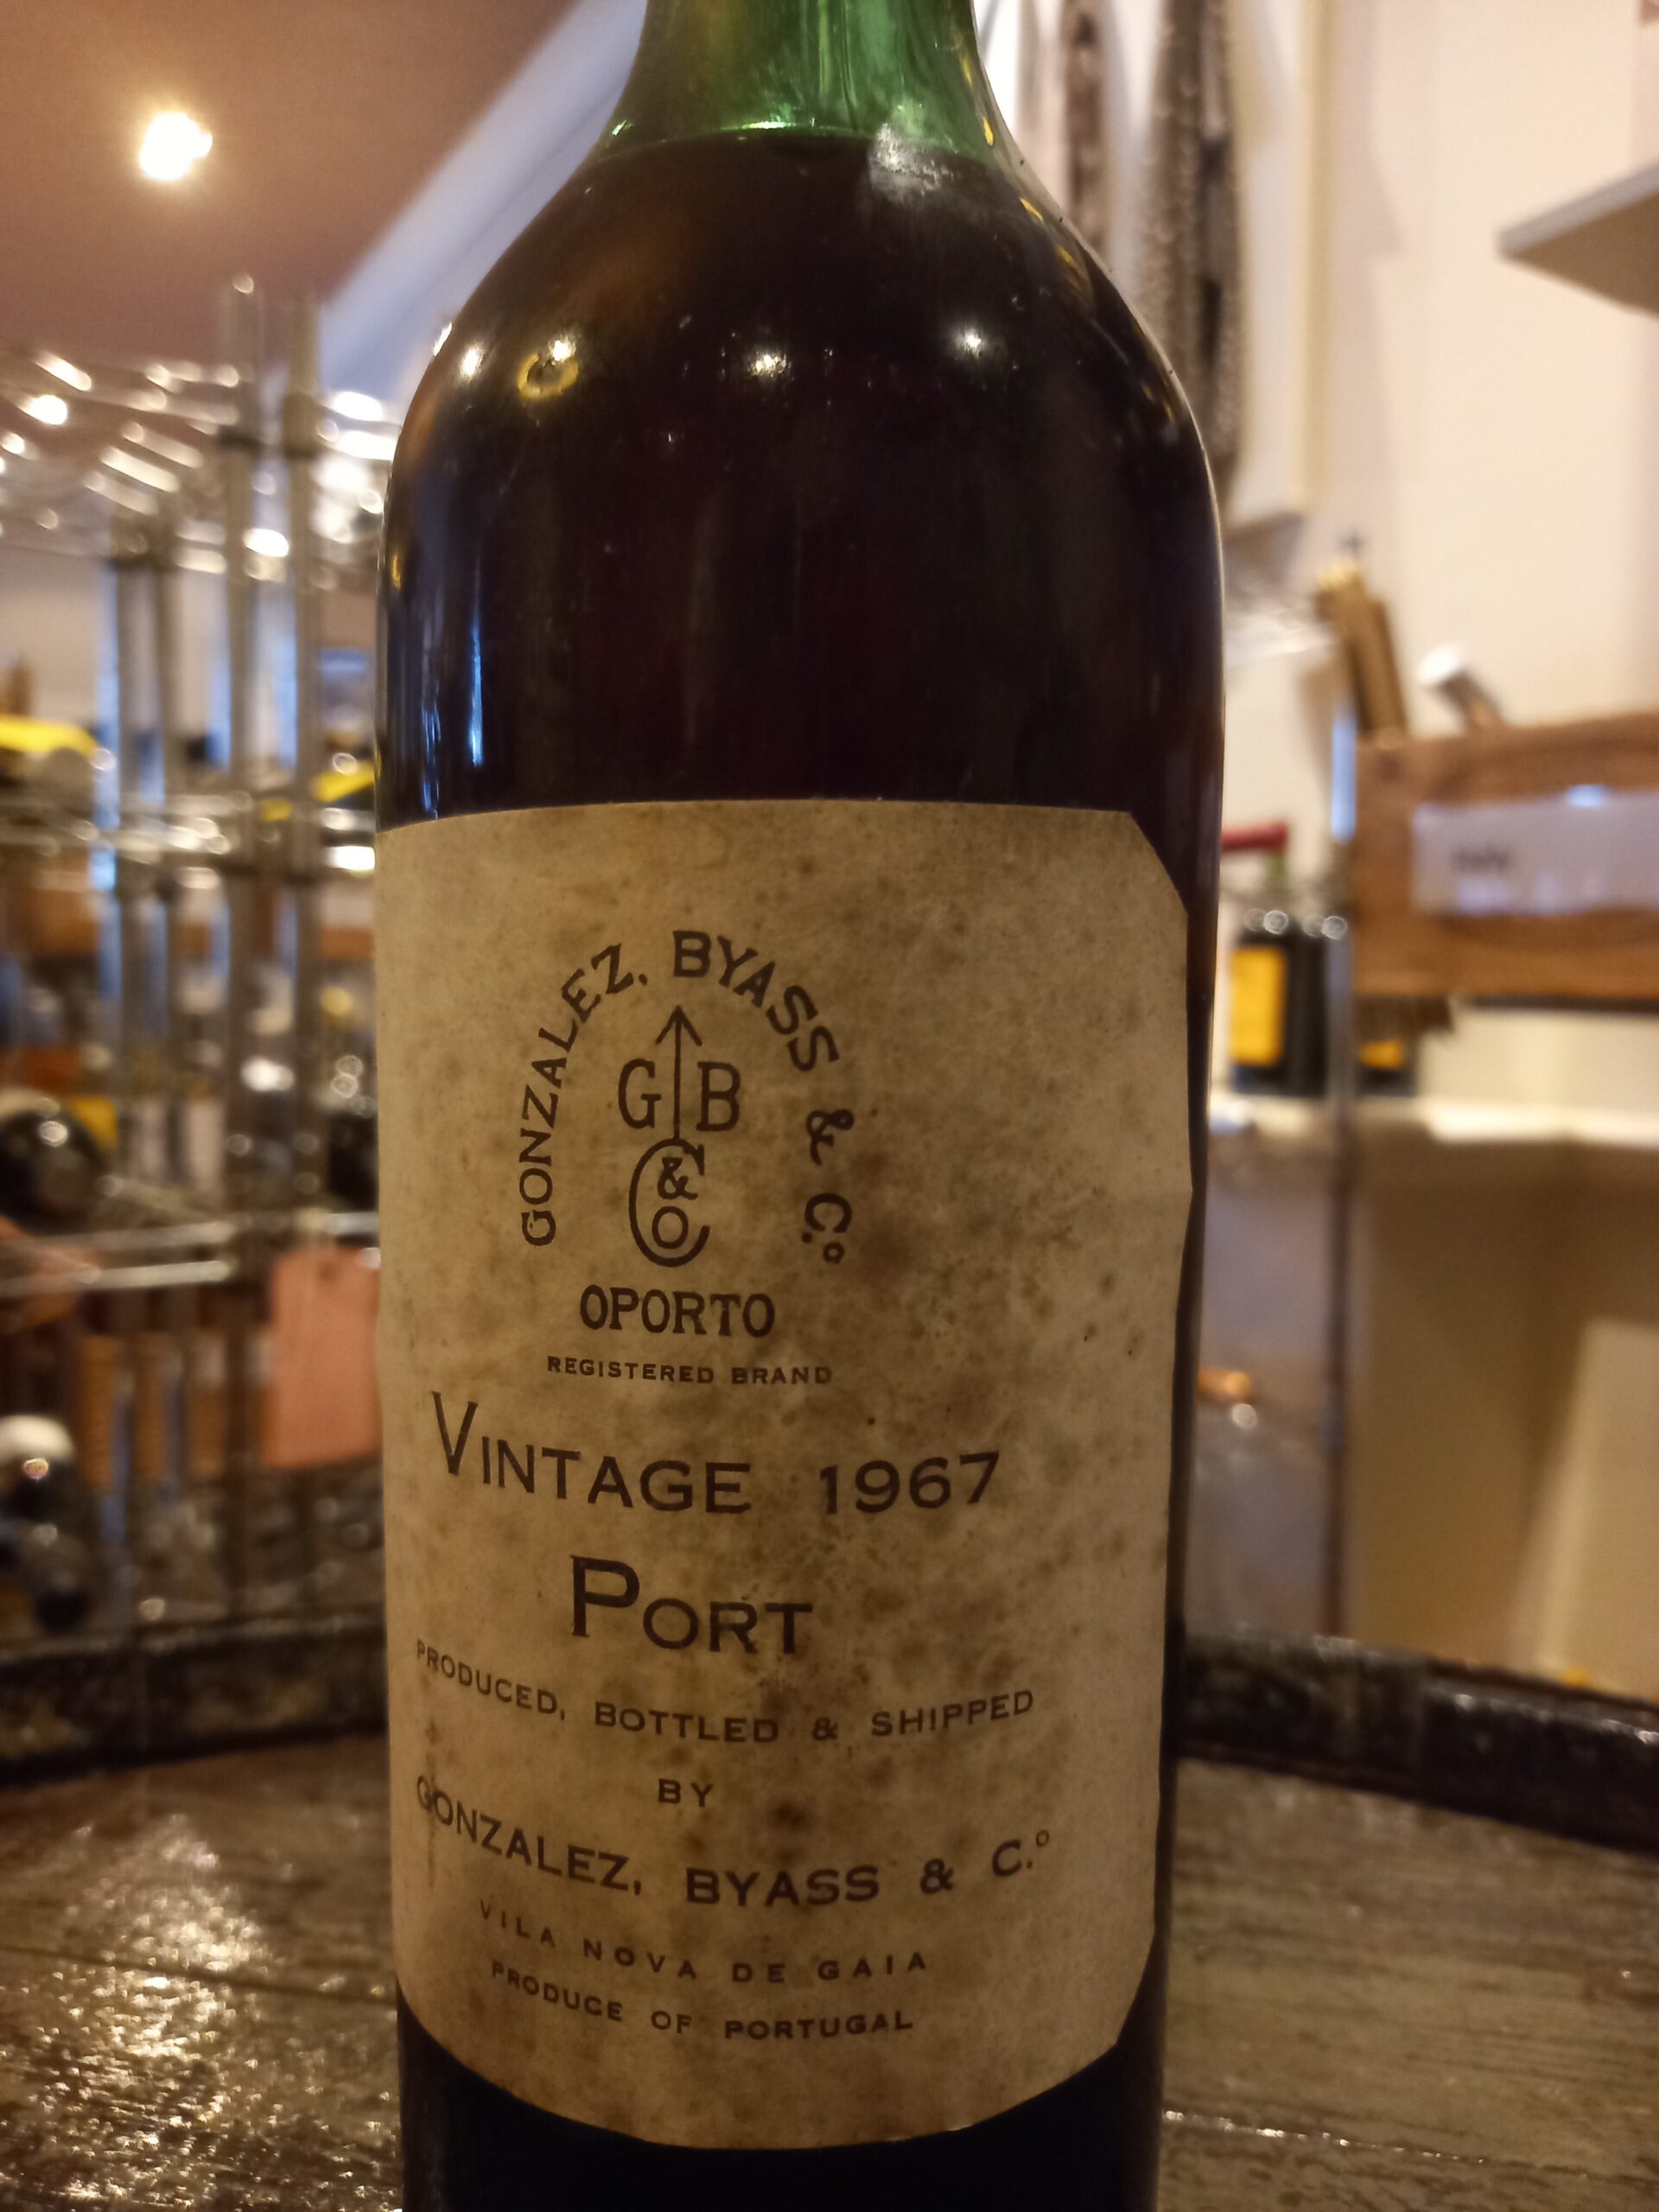 GONZALEZ, BYASS & C.º
G B
& Co
OPORTO
REGISTERED BRAND
VINTAGE 1967
PORT
PRODUCED, BOTTLED & SHIPPED
BY
GONZALEZ, BYASS & C.º
VILA NOVA DE GAIA
PRODUCE OF PORTUGAL